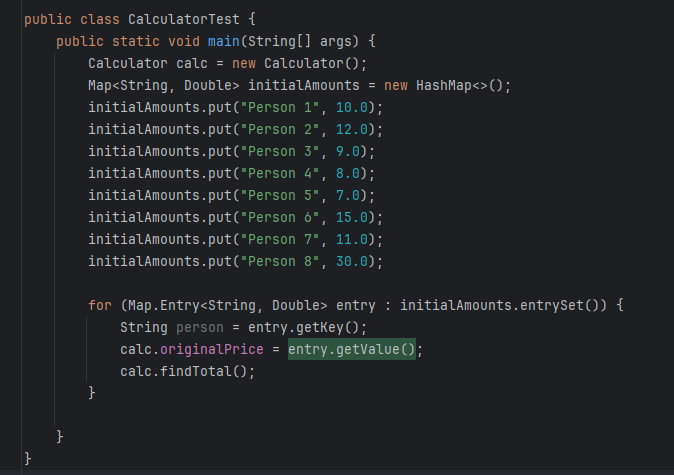 public class CalculatorTest {
    public static void main(String[] args) {
        Calculator calc = new Calculator();
        Map<String, Double> initialAmounts = new HashMap<>();
        initialAmounts.put("Person 1", 10.0);
        initialAmounts.put("Person 2", 12.0);
        initialAmounts.put("Person 3", 9.0);
        initialAmounts.put("Person 4", 8.0);
        initialAmounts.put("Person 5", 7.0);
        initialAmounts.put("Person 6", 15.0);
        initialAmounts.put("Person 7", 11.0);
        initialAmounts.put("Person 8", 30.0);

        for (Map.Entry<String, Double> entry : initialAmounts.entrySet()) {
            String person = entry.getKey();
            calc.originalPrice = entry.getValue();
            calc.findTotal();
        }

    }
}